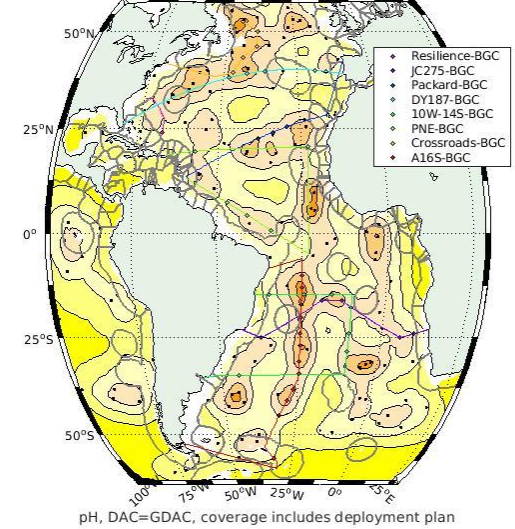 50°N
Resilience-BGC
JC275-BGC
Packard-BGC
DY187-BGC
10W-14S-BGC
PNE-BGC
Crossroads-BGC
A16S-BGC
25°N
0°
25°S
50°S
100°W 75°W 50°W 25°W 0° 25°E
pH, DAC=GDAC, coverage includes deployment plan